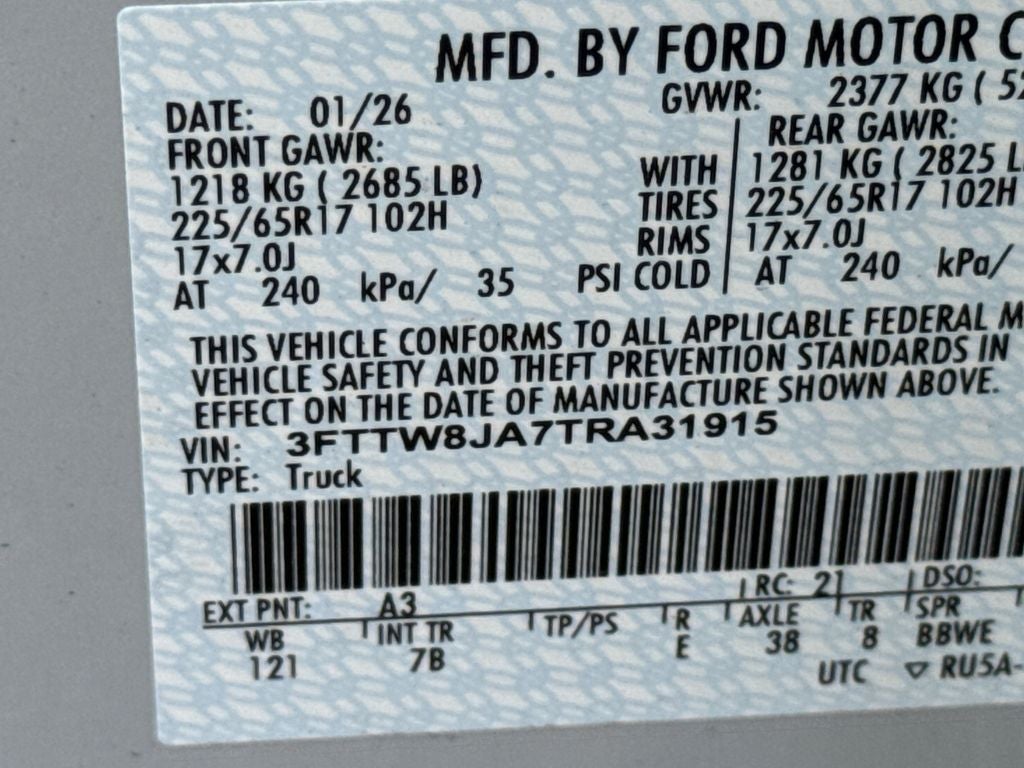 MFD. BY FORD MOTOR C
DATE: 01/26 GVWR: 2377 KG ( 52
FRONT GAWR: REAR GAWR:
1218 KG ( 2685 LB) WITH 1281 KG ( 2825 L
225/65R17 102H TIRES 225/65R17 102H
17x7.0J RIMS 17x7.0J
AT 240 kPa/ 35 PSI COLD AT 240 kPa/
THIS VEHICLE CONFORMS TO ALL APPLICABLE FEDERAL M
VEHICLE SAFETY AND THEFT PREVENTION STANDARDS IN
EFFECT ON THE DATE OF MANUFACTURE SHOWN ABOVE.
VIN: 3FTTW8JA7TRA31915
TYPE: Truck
EXT PNT: A3 RC: 21 DSO:
WB INT TR TP/PS R AXLE TR SPR
121 7B E 38 8 BBWE
UTC ▽ RU5A-